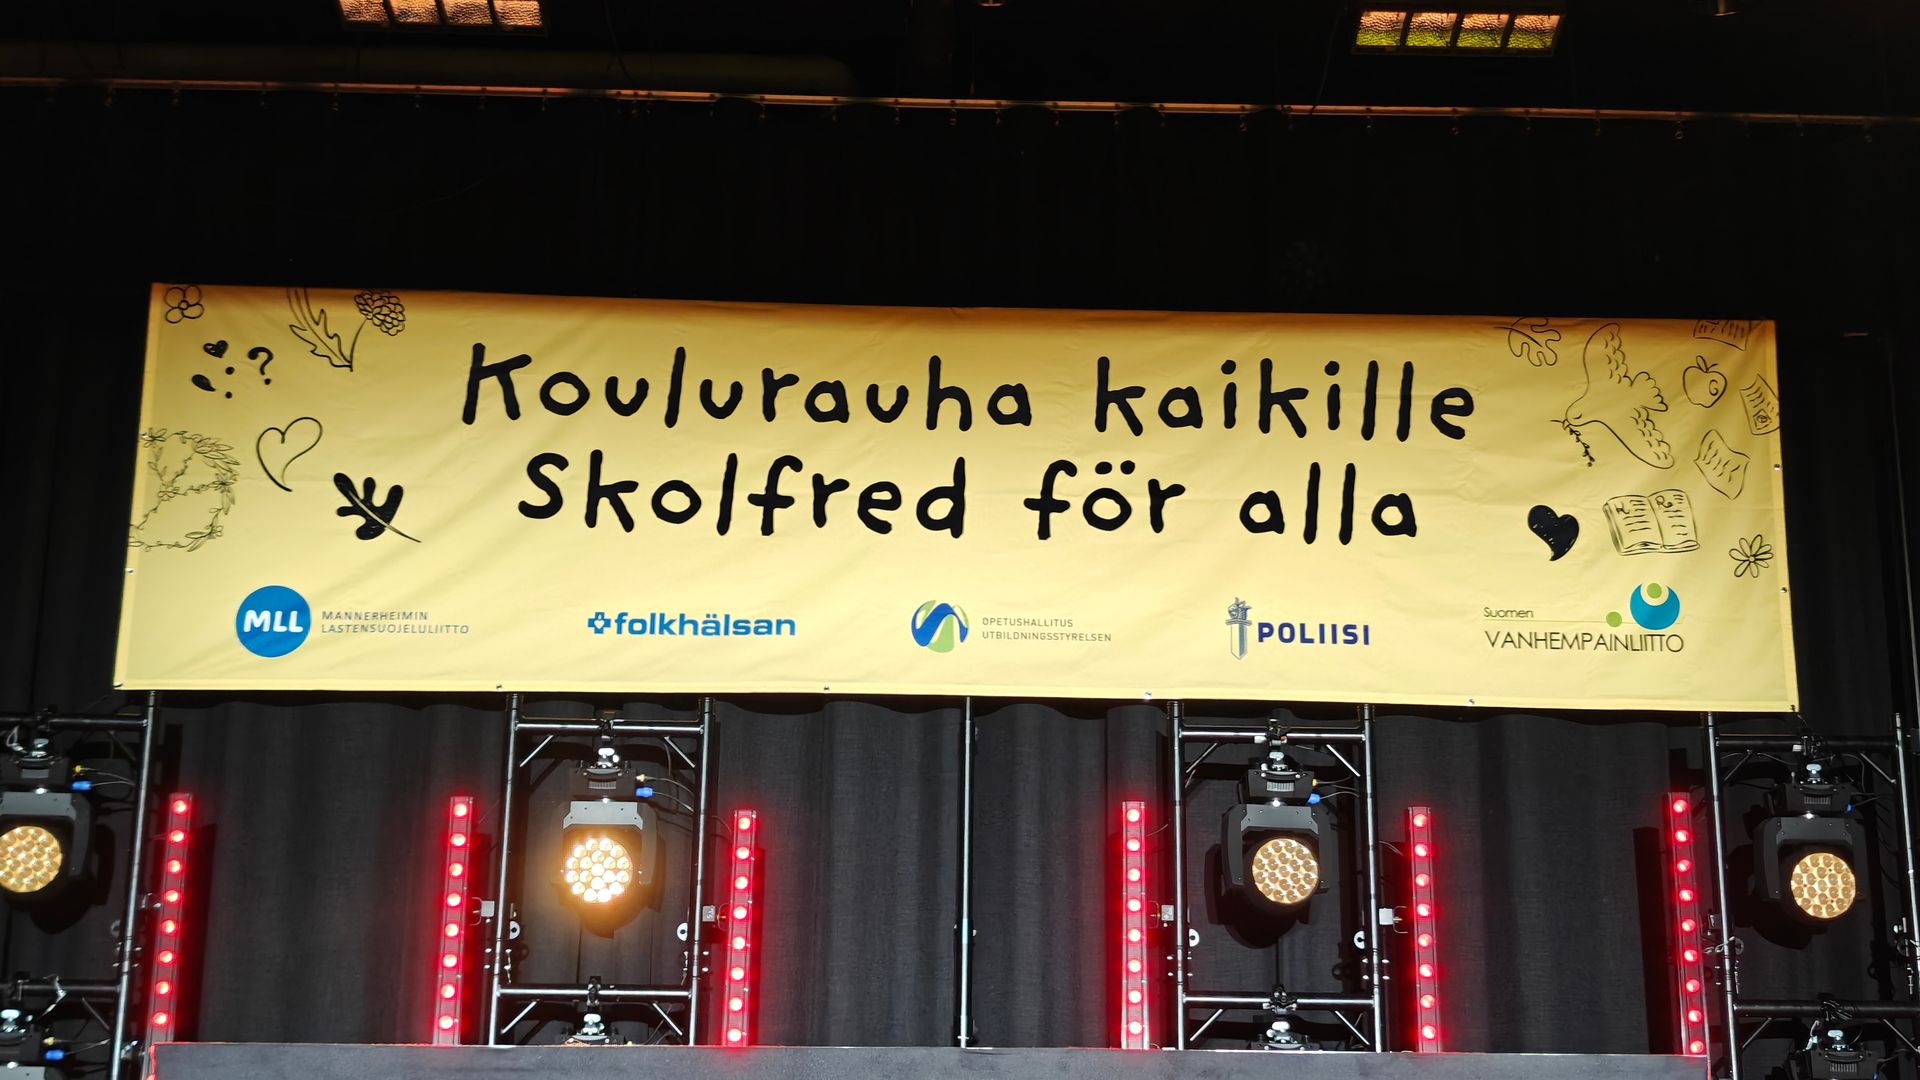 Koulurauha kaikille
Skolfred för alla
MLL MANNERHEIMIN LASTENSUOJELULIITTO
folkhälsan
OPETUSHALLITUS
UTBILDNINGSSTYRELSEN
POLIISI
Suomen
VANHEMPAINLIITTO